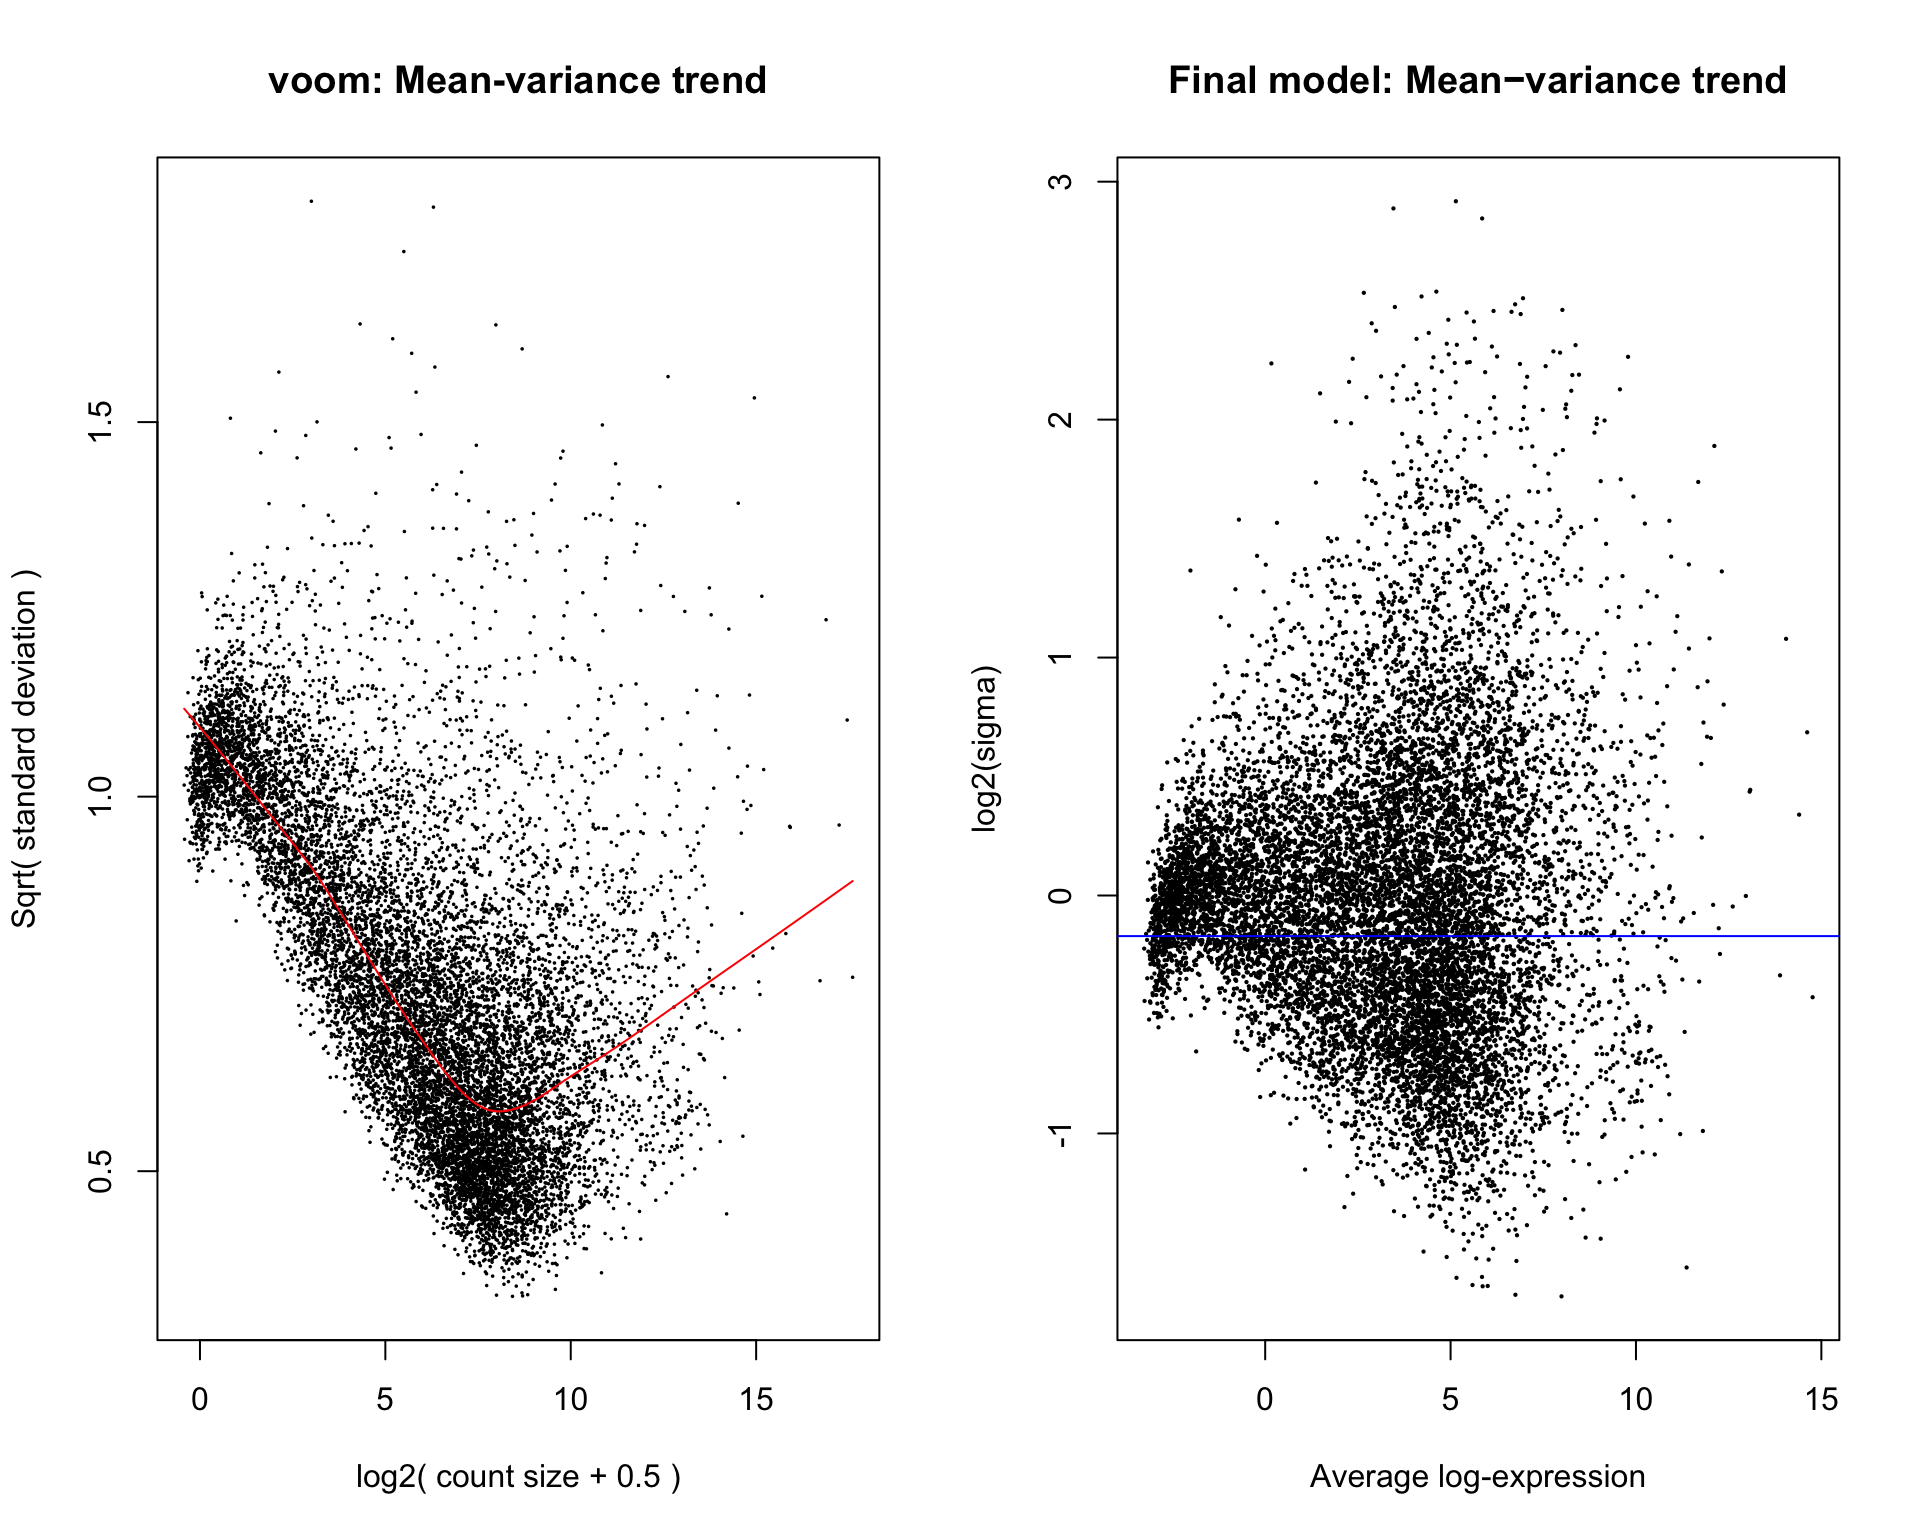 voom: Mean-variance trend
Sqrt( standard deviation )
1.5
1.0
0.5
0 5 10 15
log2( count size + 0.5 )
Final model: Mean−variance trend
log2(sigma)
3
2
1
0
-1
0 5 10 15
Average log-expression